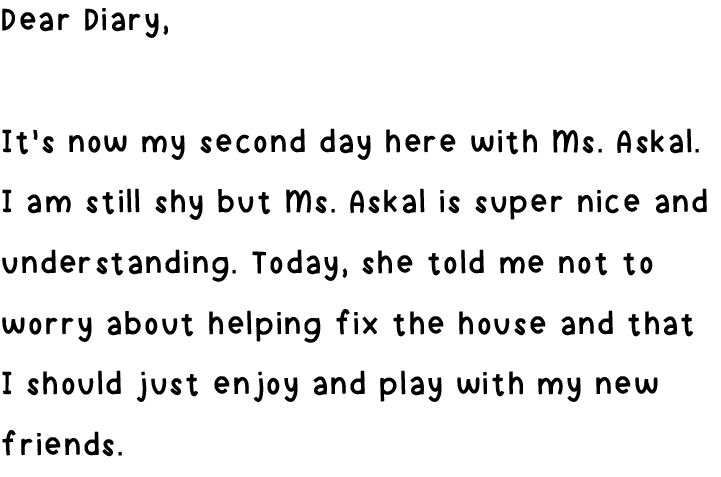 Dear Diary,
It's now my second day here with Ms. Askal.
I am still shy but Ms. Askal is super nice and
understanding. Today, she told me not to
worry about helping fix the house and that
I should just enjoy and play with my new
friends.